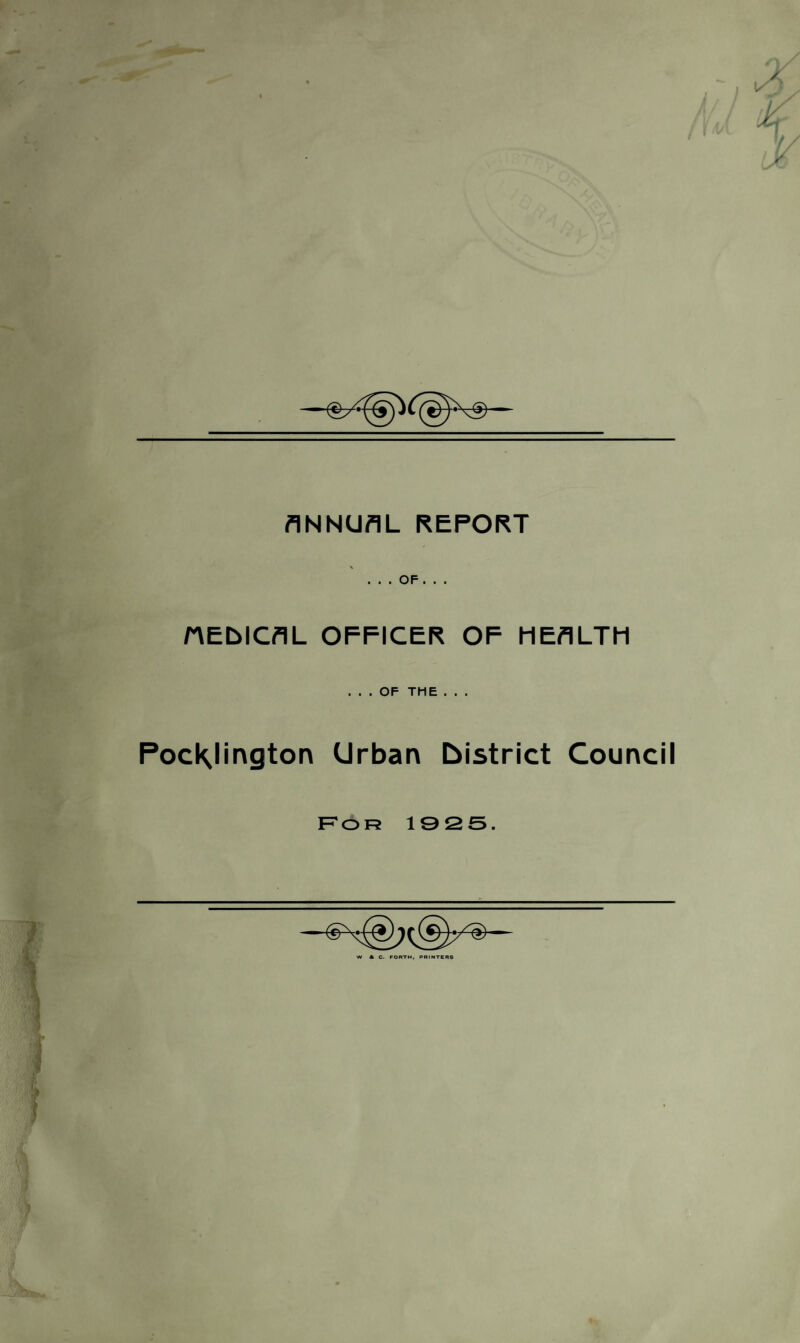 ANNUAL REPORT
. . . OF. . .
MEDICAL OFFICER OF HEALTH
. . . OF THE . . .
Pocklington Urban District Council
FOR 1925.
W & C. FORTH, PRINTERS